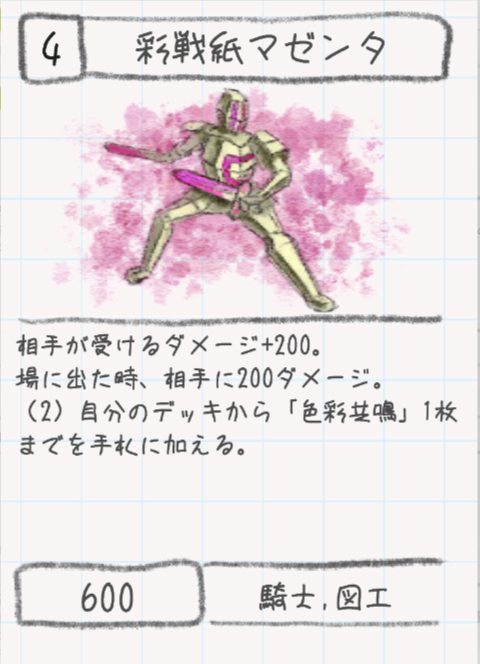 4
彩戦紙マゼンタ
相手が受けるダメージ+200。
場に出た時、相手に200ダメージ。
（2）自分のデッキから「色彩共鳴」1枚
までを手札に加える。
600
騎士,図工